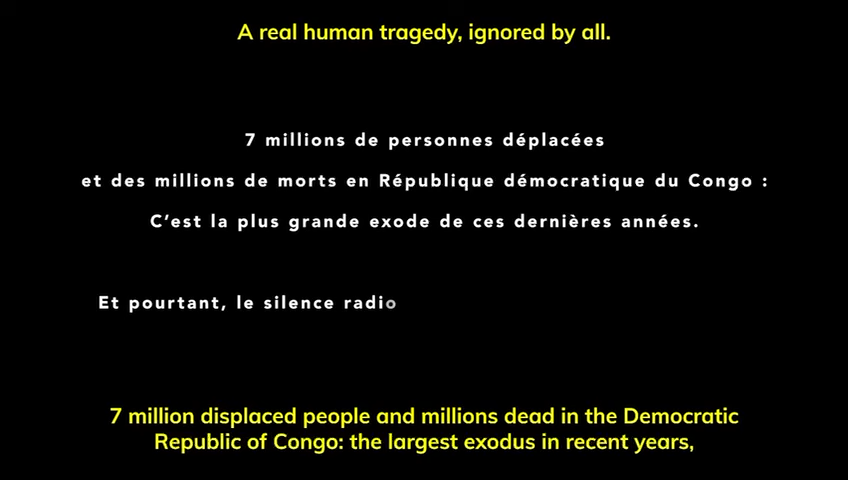 A real human tragedy, ignored by all.
7 millions de personnes déplacées
et des millions de morts en République démocratique du Congo :
C’est la plus grande exode de ces dernières années.
Et pourtant, le silence radio
7 million displaced people and millions dead in the Democratic
Republic of Congo: the largest exodus in recent years,